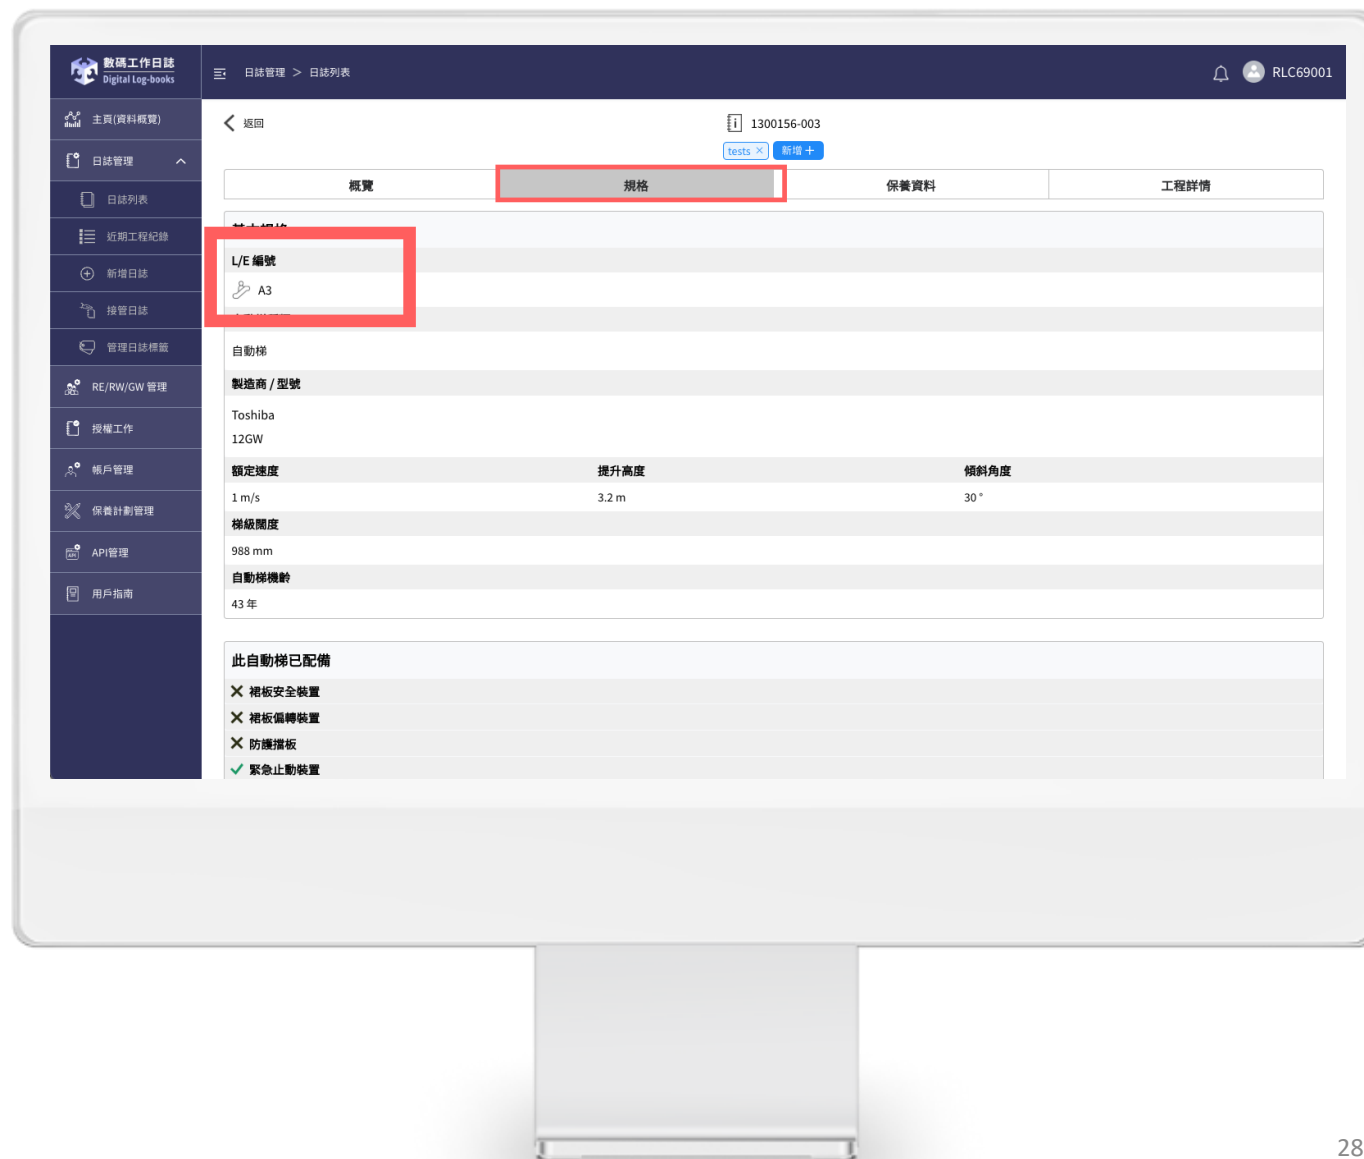 數碼工作日誌
Digital Log-books
日誌管理 > 日誌列表
RLC69001
主頁(資料概覽)
日誌管理
日誌列表
近期工程紀錄
新增日誌
接管日誌
管理日誌標籤
RE/RW/GW 管理
授權工作
帳戶管理
保養計劃管理
API管理
用戶指南
返回
1300156-003
tests × 新增 +
概覽 規格 保養資料 工程詳情
L/E 編號
A3
自動梯
製造商 / 型號
Toshiba
12GW
額定速度 提升高度 傾斜角度
1 m/s 3.2 m 30 °
梯級闊度
988 mm
自動梯機齡
43 年
此自動梯已配備
裙板安全裝置
裙板偏轉裝置
防護擋板
緊急止動裝置
28